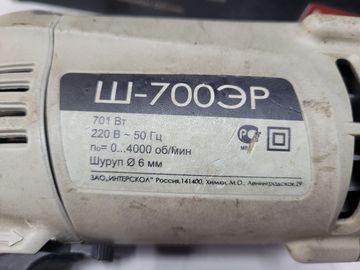 Ш-700ЭР
701 Вт
220 В ~ 50 Гц
n₀= 0...4000 об/мин
Шуруп Ø 6 мм
ЗАО „ИНТЕРСКОЛ" Россия,141400, Химки, М.О., Ленинградская,29